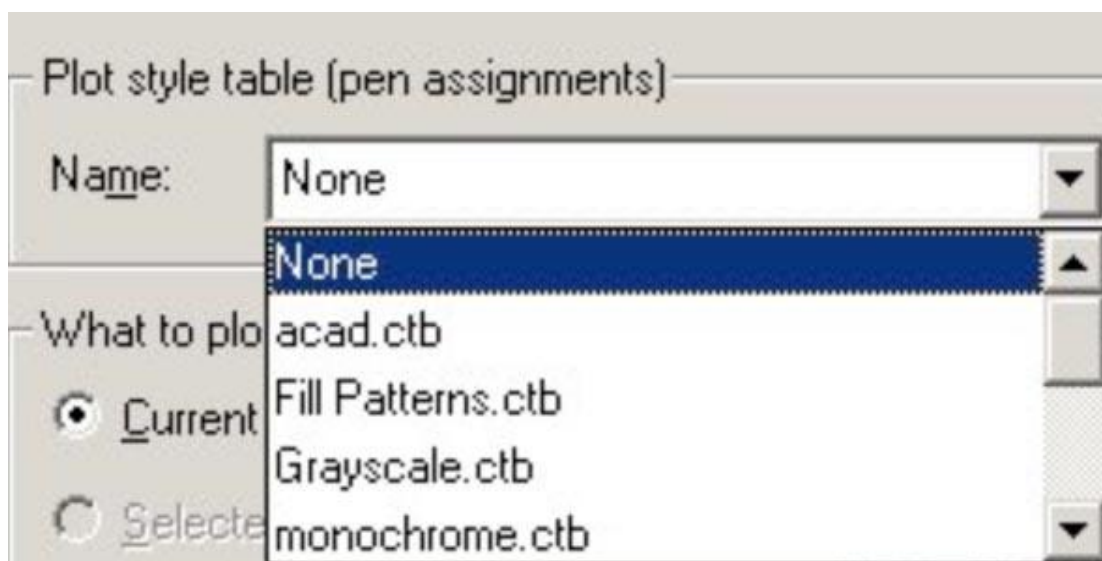 Plot style table (pen assignments)
Name: None
None
What to plo
acad.ctb
Current
Fill Patterns.ctb
Grayscale.ctb
Selecte
monochrome.ctb